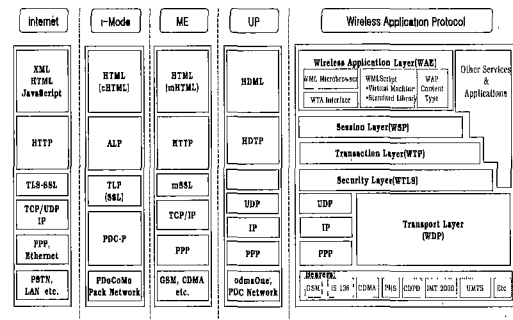 Internet
i-Mode
ME
UP
Wireless Application Protocol
XML
HTML
JavaScript
HTTP
TLS-SSL
TCP/UDP
IP
PPP,
Ethernet
PSTN,
LAN etc.
HTML
(cHTML)
ALP
TLP
(SSL)
PDC-P
PDoCoMo
Pack Network
HTML
(mHTML)
HTTP
mSSL
TCP/IP
PPP
GSM, CDMA
etc.
HDML
HDTP
UDP
IP
PPP
cdmaOne,
PDC Network
Wireless Application Layer(WAE)
WML Microbrowser
WTA Interface
WMLScript
•Virtual Machine
•Standard Library
WAP
Content
Type
Other Services
&
Applications
Session Layer(WSP)
Transaction Layer(WTP)
Security Layer(WTLS)
UDP
IP
PPP
Transport Layer
(WDP)
Bearers:
GSM
IS 136
CDMA
PHS
CDPD
IMT 2000
UMTS
Etc